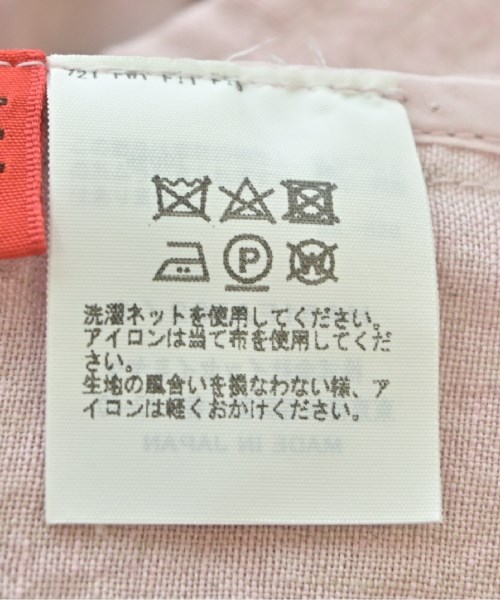 P
W
洗濯ネットを使用してください。
アイロンは当て布を使用してくだ
さい。
生地の風合いを損なわない様、ア
イロンは軽くおかけください。
MADE IN JAPAN